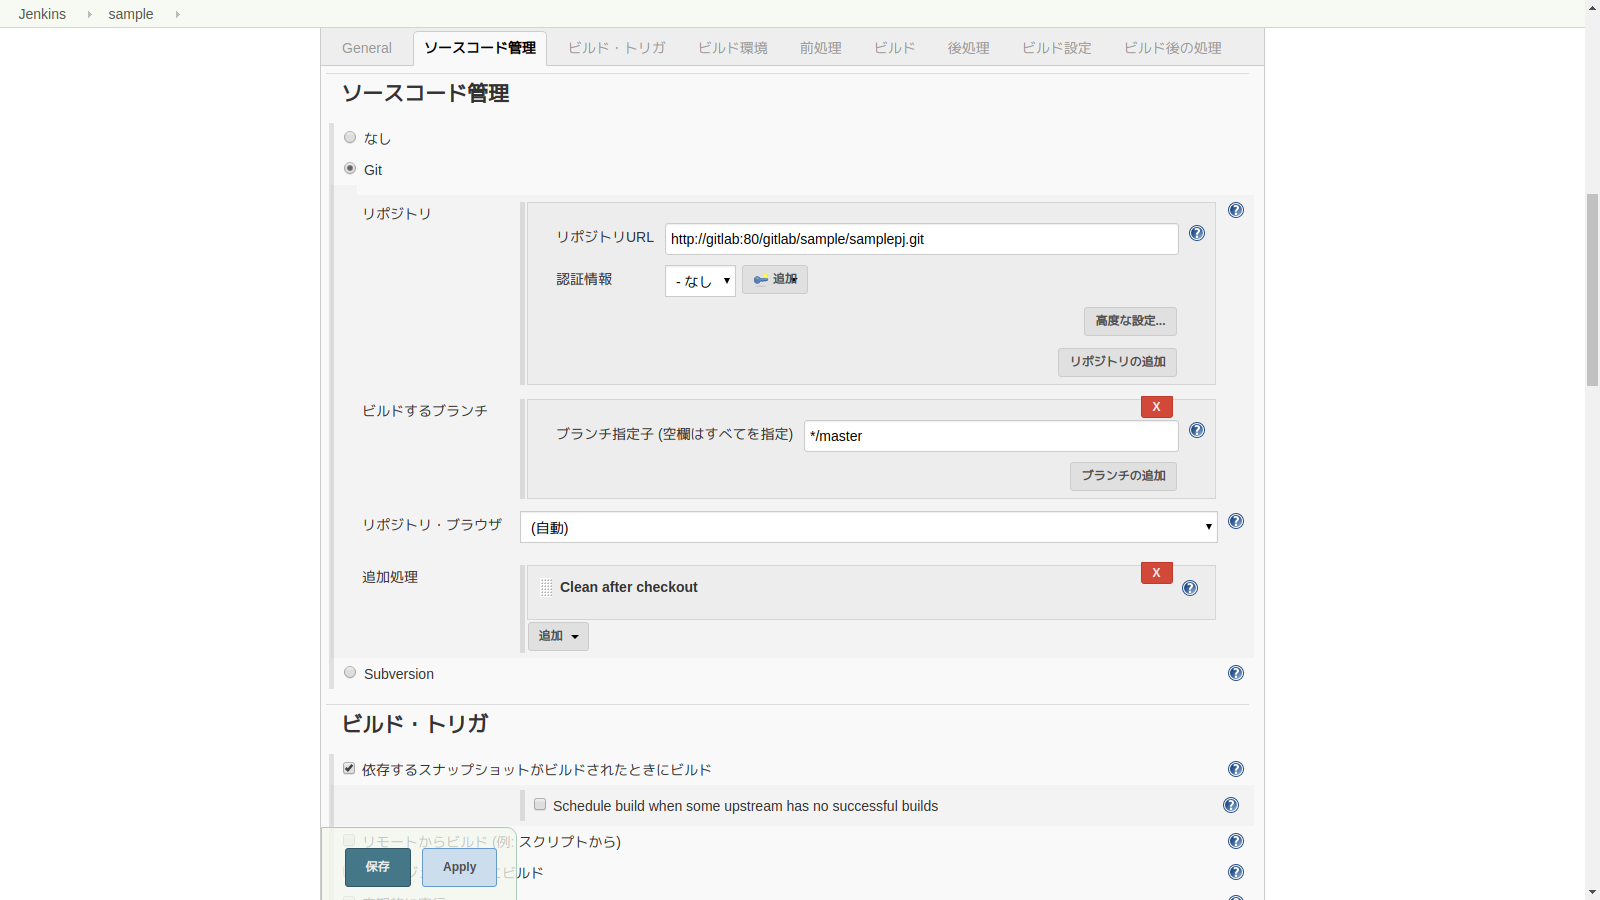 Jenkins sample
General ソースコード管理 ビルド・トリガ ビルド環境 前処理 ビルド 後処理 ビルド設定 ビルド後の処理
ソースコード管理
なし
Git
リポジトリ
リポジトリURL http://gitlab:80/gitlab/sample/samplepj.git
認証情報 - なし 追加
高度な設定...
リポジトリの追加
ビルドするブランチ
X
ブランチ指定子 (空欄はすべてを指定) */master
ブランチの追加
リポジトリ・ブラウザ (自動)
追加処理
X
Clean after checkout
追加
Subversion
ビルド・トリガ
依存するスナップショットがビルドされたときにビルド
Schedule build when some upstream has no successful builds
リモートからビルド (例: スクリプトから)
にビルド
保存 Apply